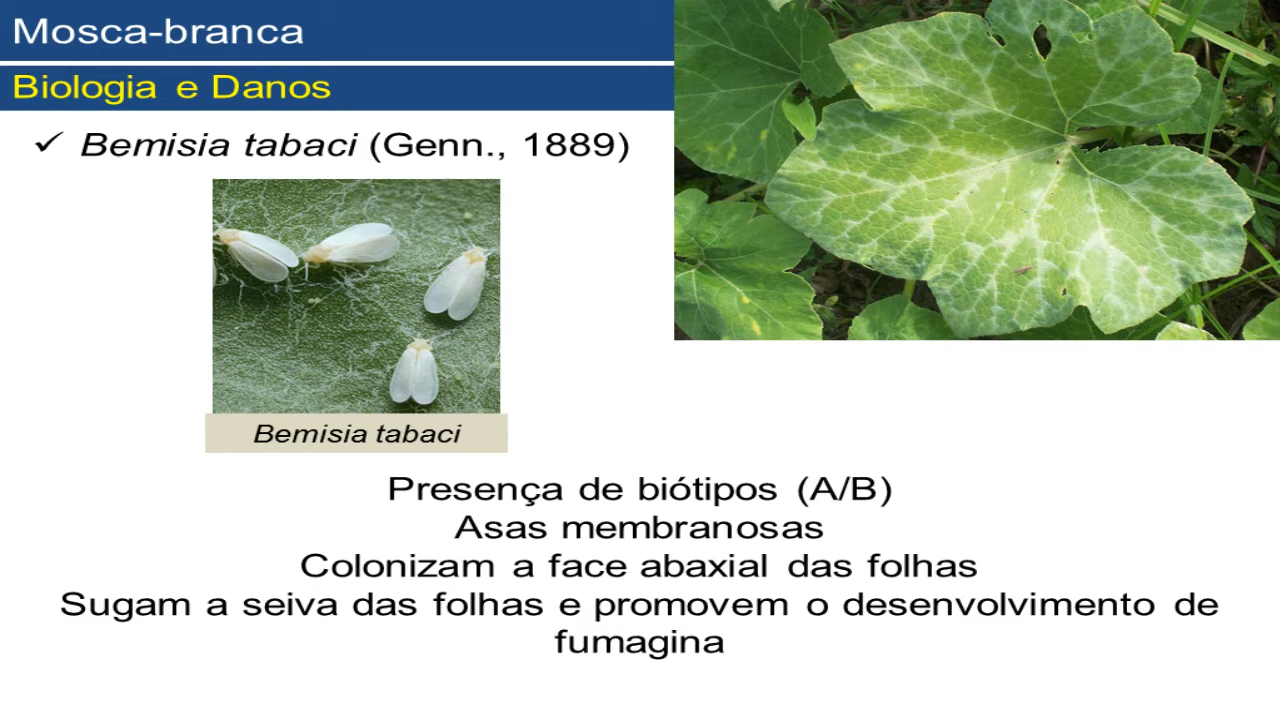 Mosca-branca
Biologia e Danos
✓ Bemisia tabaci (Genn., 1889)
Bemisia tabaci
Presença de biótipos (A/B)
Asas membranosas
Colonizam a face abaxial das folhas
Sugam a seiva das folhas e promovem o desenvolvimento de
fumagina